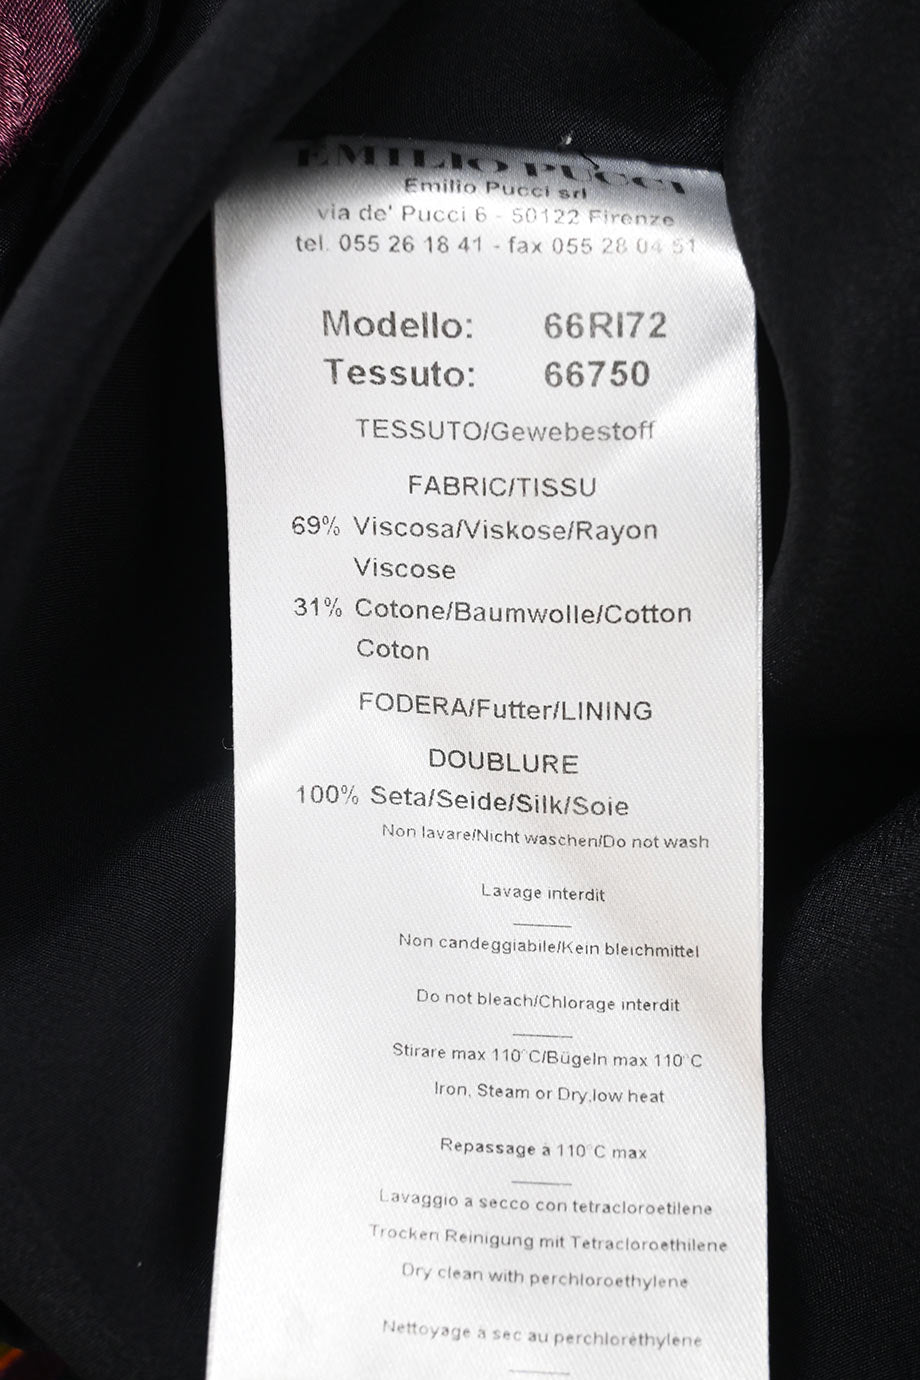 EMILIO PUCCI
Emilio Pucci srl
via de' Pucci 6 - 50122 Firenze
tel. 055 26 18 41 - fax 055 28 04 51
Modello: 66RI72
Tessuto: 66750
TESSUTO/Gewebestoff
FABRIC/TISSU
69% Viscosa/Viskose/Rayon
Viscose
31% Cotone/Baumwolle/Cotton
Coton
FODERA/Futter/LINING
DOUBLURE
100% Seta/Seide/Silk/Soie
Non lavare/Nicht waschen/Do not wash
Lavage interdit
Non candeggiabile/Kein bleichmittel
Do not bleach/Chlorage interdit
Stirare max 110°C/Bügeln max 110°C
Iron, Steam or Dry,low heat
Repassage à 110°C max
Lavaggio a secco con tetracloroetilene
Trocken Reinigung mit Tetracloroethilene
Dry clean with perchloroethylene
Nettoyage à sec au perchloréthylène